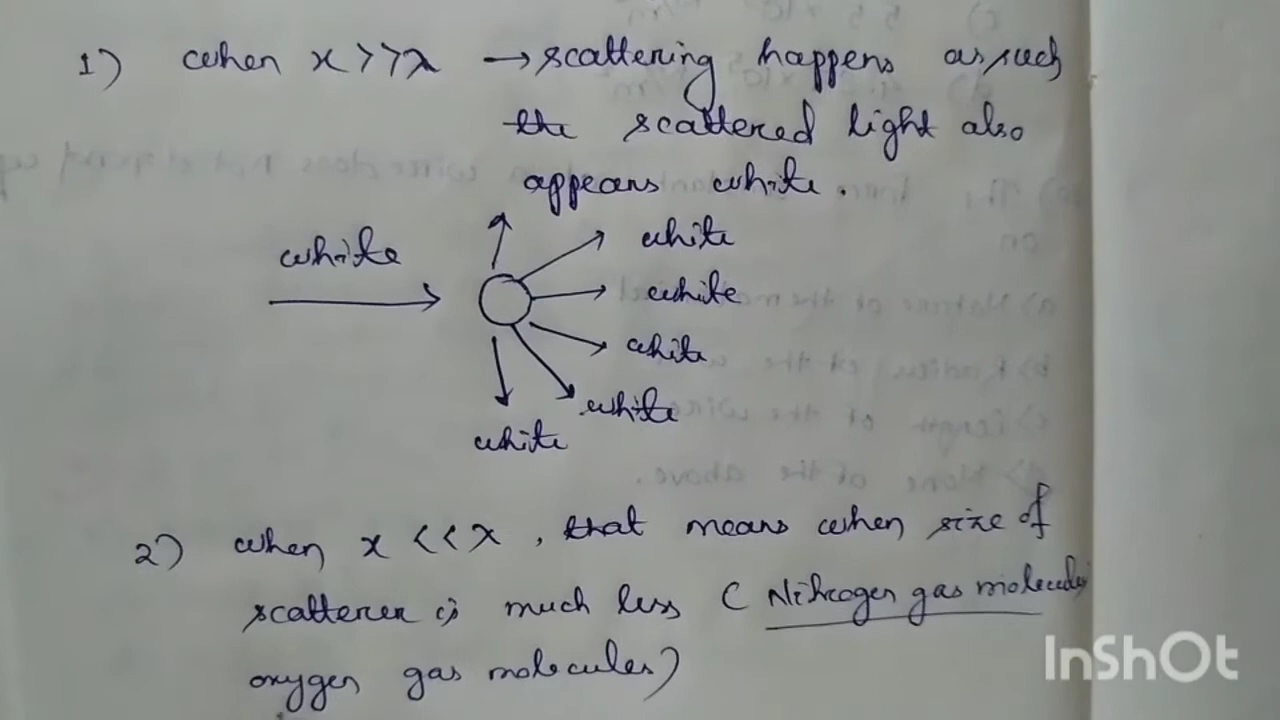 1) when x >> λ → scattering happens as such
the scattered light also
appears white.
white
white
white
white
white
white
2) when x << λ, that means when size of
scatterer is much less ( Nitrogen gas molecules
oxygen gas molecules)
InShOt